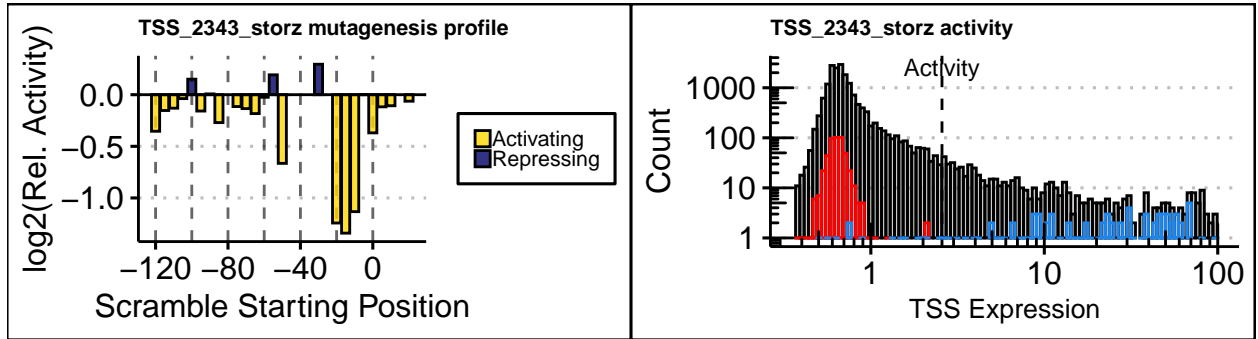 TSS_2343_storz mutagenesis profile
log2(Rel. Activity)
0.0
−0.5
−1.0
−120
−80
−40
0
Scramble Starting Position
Activating
Repressing
TSS_2343_storz activity
Activity
Count
1000
100
10
1
1
10
100
TSS Expression